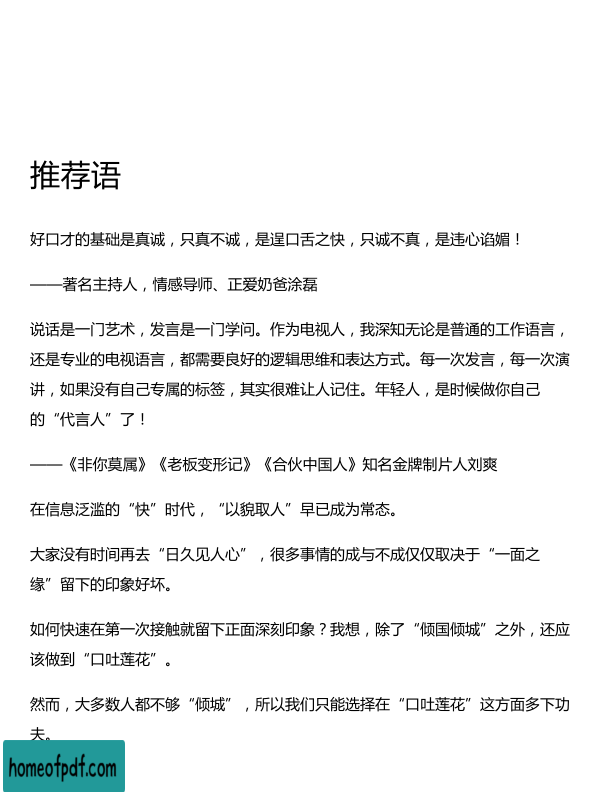 推荐语
好口才的基础是真诚，只真不诚，是逞口舌之快，只诚不真，是违心谄媚！
——著名主持人，情感导师、正爱奶爸涂磊
说话是一门艺术，发言是一门学问。作为电视人，我深知无论是普通的工作语言，
还是专业的电视语言，都需要良好的逻辑思维和表达方式。每一次发言，每一次演
讲，如果没有自己专属的标签，其实很难让人记住。年轻人，是时候做你自己
的“代言人”了！
——《非你莫属》《老板变形记》《合伙中国人》知名金牌制片人刘爽
在信息泛滥的“快”时代，“以貌取人”早已成为常态。
大家没有时间再去“日久见人心”，很多事情的成与不成仅仅取决于“一面之
缘”留下的印象好坏。
如何快速在第一次接触就留下正面深刻印象？我想，除了“倾国倾城”之外，还应
该做到“口吐莲花”。
然而，大多数人都不够“倾城”，所以我们只能选择在“口吐莲花”这方面多下功
夫。
homeofpdf.com